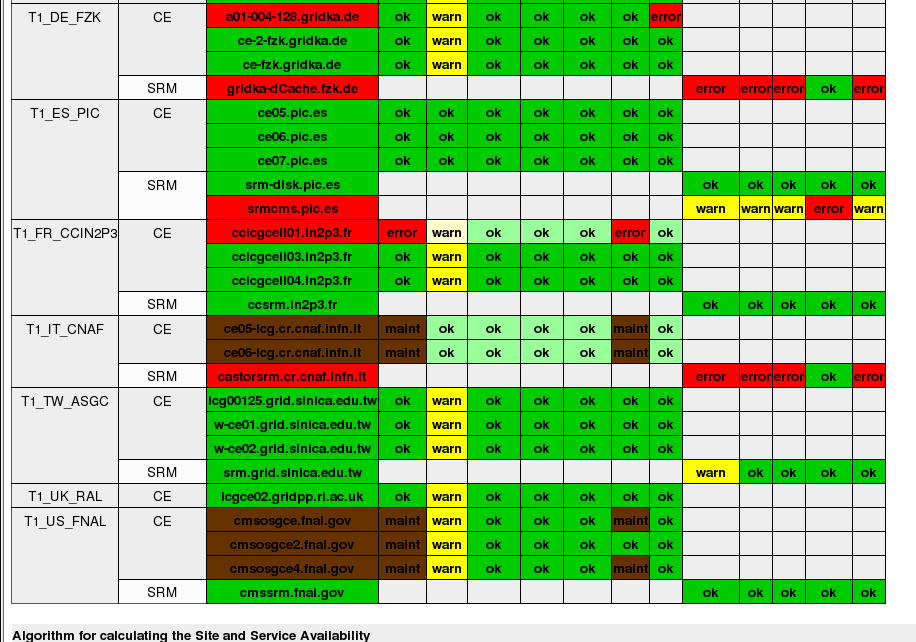 T1_DE_FZK CE a01-004-128.gridka.de ok warn ok ok ok ok error
ce-2-fzk.gridka.de ok warn ok ok ok ok ok
ce-fzk.gridka.de ok warn ok ok ok ok ok
SRM gridka-dCache.fzk.de error error error ok error
T1_ES_PIC CE ce05.pic.es ok ok ok ok ok ok ok
ce06.pic.es ok ok ok ok ok ok ok
ce07.pic.es ok ok ok ok ok ok ok
SRM srm-disk.pic.es ok ok ok ok ok
srmcms.pic.es warn warn warn error warn
T1_FR_CCIN2P3 CE cclcgceli01.in2p3.fr error warn ok ok ok error ok
cclcgceli03.in2p3.fr ok warn ok ok ok ok ok
cclcgceli04.in2p3.fr ok warn ok ok ok ok ok
SRM ccsrm.in2p3.fr ok ok ok ok ok
T1_IT_CNAF CE ce05-lcg.cr.cnaf.infn.it maint ok ok ok ok maint ok
ce06-lcg.cr.cnaf.infn.it maint ok ok ok ok maint ok
SRM castorsrm.cr.cnaf.infn.it error error error ok error
T1_TW_ASGC CE lcg00125.grid.sinica.edu.tw ok warn ok ok ok ok ok
w-ce01.grid.sinica.edu.tw ok warn ok ok ok ok ok
w-ce02.grid.sinica.edu.tw ok warn ok ok ok ok ok
SRM srm.grid.sinica.edu.tw warn ok ok ok ok
T1_UK_RAL CE lcgce02.gridpp.rl.ac.uk ok warn ok ok ok ok ok
T1_US_FNAL CE cmsosgce.fnal.gov maint warn ok ok ok maint ok
cmsosgce2.fnal.gov maint warn ok ok ok ok ok
cmsosgce4.fnal.gov maint warn ok ok ok maint ok
SRM cmssrm.fnal.gov ok ok ok ok ok
Algorithm for calculating the Site and Service Availability